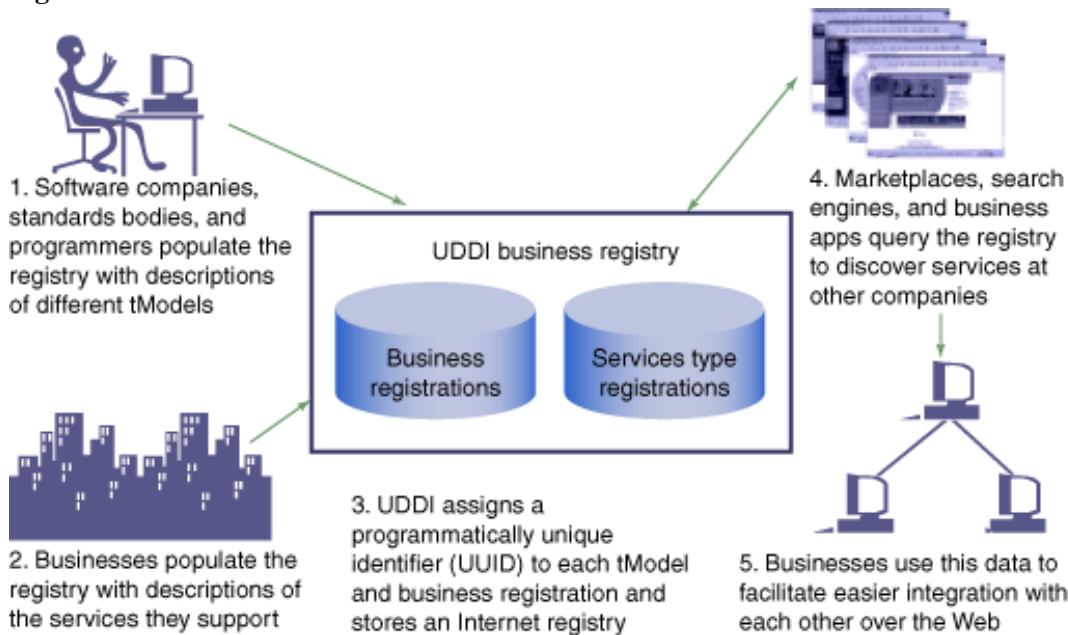 1. Software companies,
standards bodies, and
programmers populate the
registry with descriptions
of different tModels
UDDI business registry
Business
registrations
Services type
registrations
4. Marketplaces, search
engines, and business
apps query the registry
to discover services at
other companies
2. Businesses populate the
registry with descriptions of
the services they support
3. UDDI assigns a
programmatically unique
identifier (UUID) to each tModel
and business registration and
stores an Internet registry
5. Businesses use this data to
facilitate easier integration with
each other over the Web